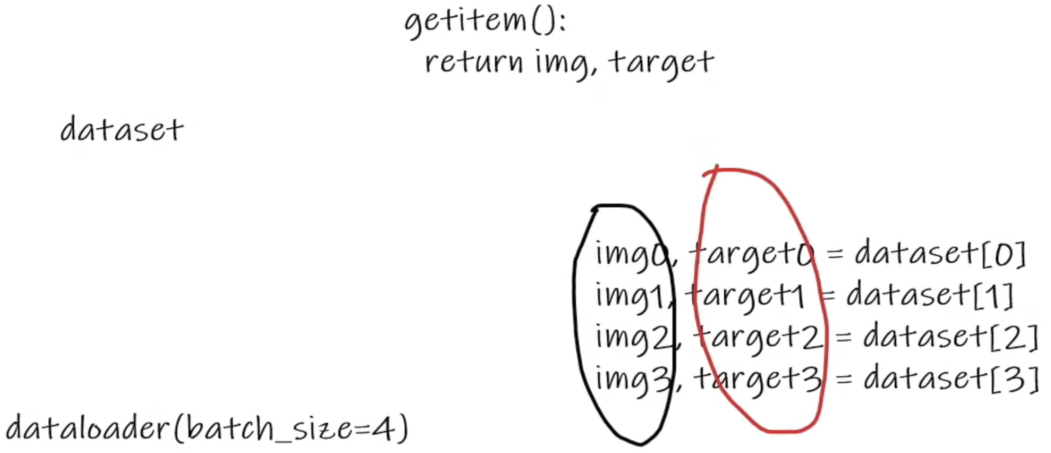 getitem():
return img, target
dataset
img0, target0 = dataset[0]
img1, target1 = dataset[1]
img2, target2 = dataset[2]
img3, target3 = dataset[3]
dataloader(batch_size=4)